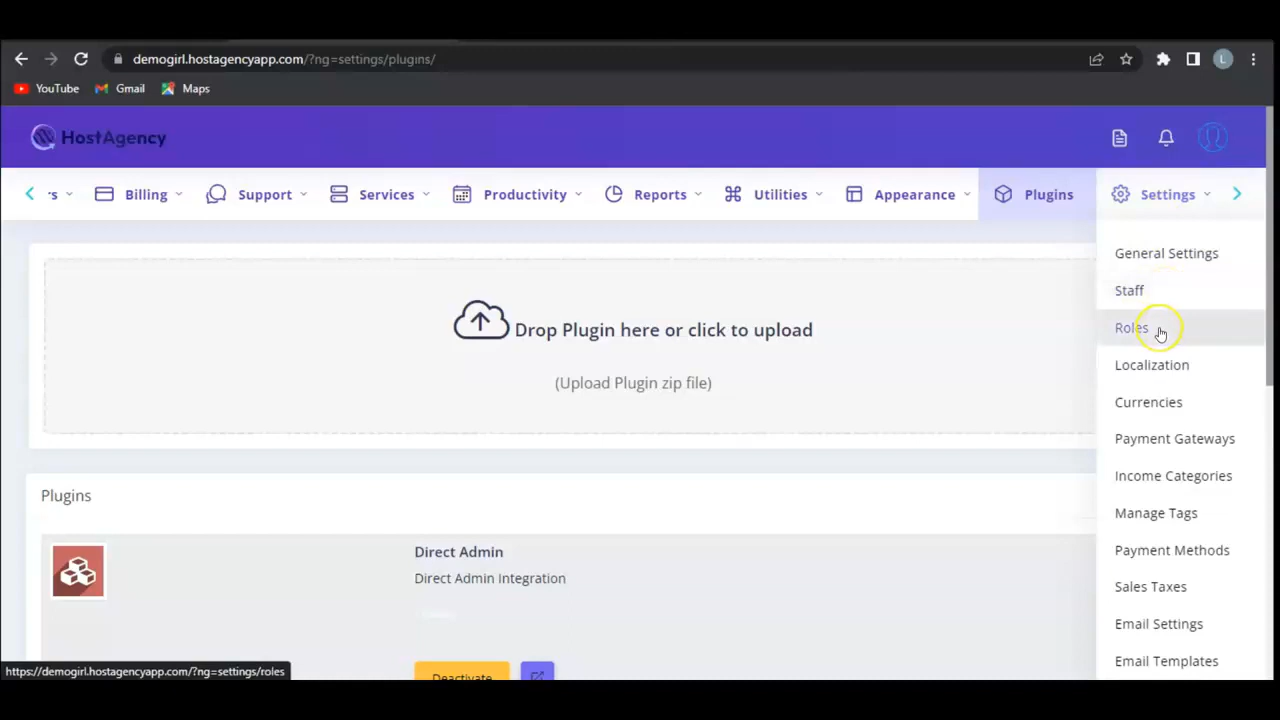 demogirl.hostagencyapp.com/?ng=settings/plugins/
L
YouTube Gmail Maps
HostAgency
's Billing Support Services Productivity Reports Utilities Appearance Plugins Settings
General Settings
Staff
Roles
Localization
Currencies
Payment Gateways
Income Categories
Manage Tags
Payment Methods
Sales Taxes
Email Settings
Email Templates
Drop Plugin here or click to upload
(Upload Plugin zip file)
Plugins
Direct Admin
Direct Admin Integration
Deactivate
https://demogirl.hostagencyapp.com/?ng=settings/roles